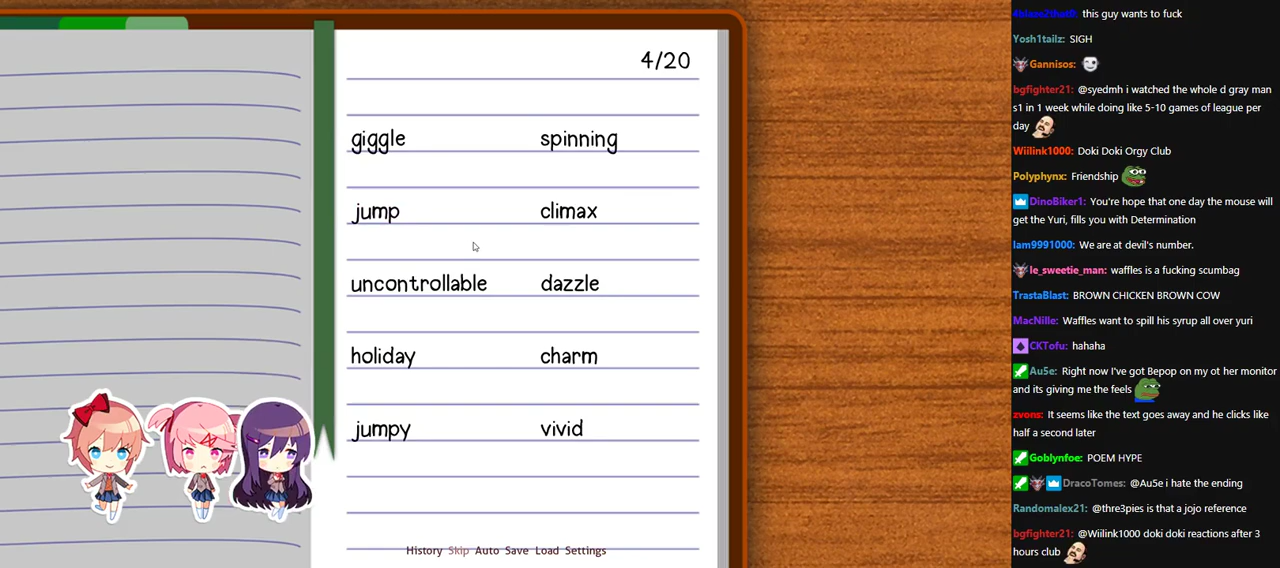 4/20
giggle spinning
jump climax
uncontrollable dazzle
holiday charm
jumpy vivid
History Skip Auto Save Load Settings
4blaze2that0: this guy wants to fuck
Yosh1tailz: SIGH
Gannisos:
bgfighter21: @syedmh i watched the whole d gray man
s1 in 1 week while doing like 5-10 games of league per
day
Wiilink1000: Doki Doki Orgy Club
Polyphynx: Friendship
DinoBiker1: You're hope that one day the mouse will
get the Yuri, fills you with Determination
Iam9991000: We are at devil's number.
le_sweetie_man: waffles is a fucking scumbag
TrastaBlast: BROWN CHICKEN BROWN COW
MacNille: Waffles want to spill his syrup all over yuri
CKTofu: hahaha
Au5e: Right now I've got Bepop on my ot her monitor
and its giving me the feels
zvons: It seems like the text goes away and he clicks like
half a second later
Goblynfoe: POEM HYPE
DracoTomes: @Au5e i hate the ending
Randomalex21: @thre3pies is that a jojo reference
bgfighter21: @Wiilink1000 doki doki reactions after 3
hours club